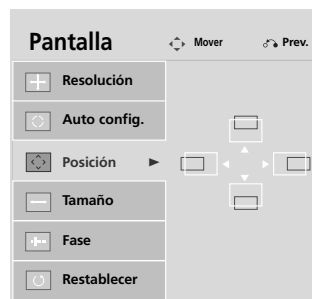 Pantalla Mover Prev.
Resolución
Auto config.
Posición
Tamaño
Fase
Restablecer